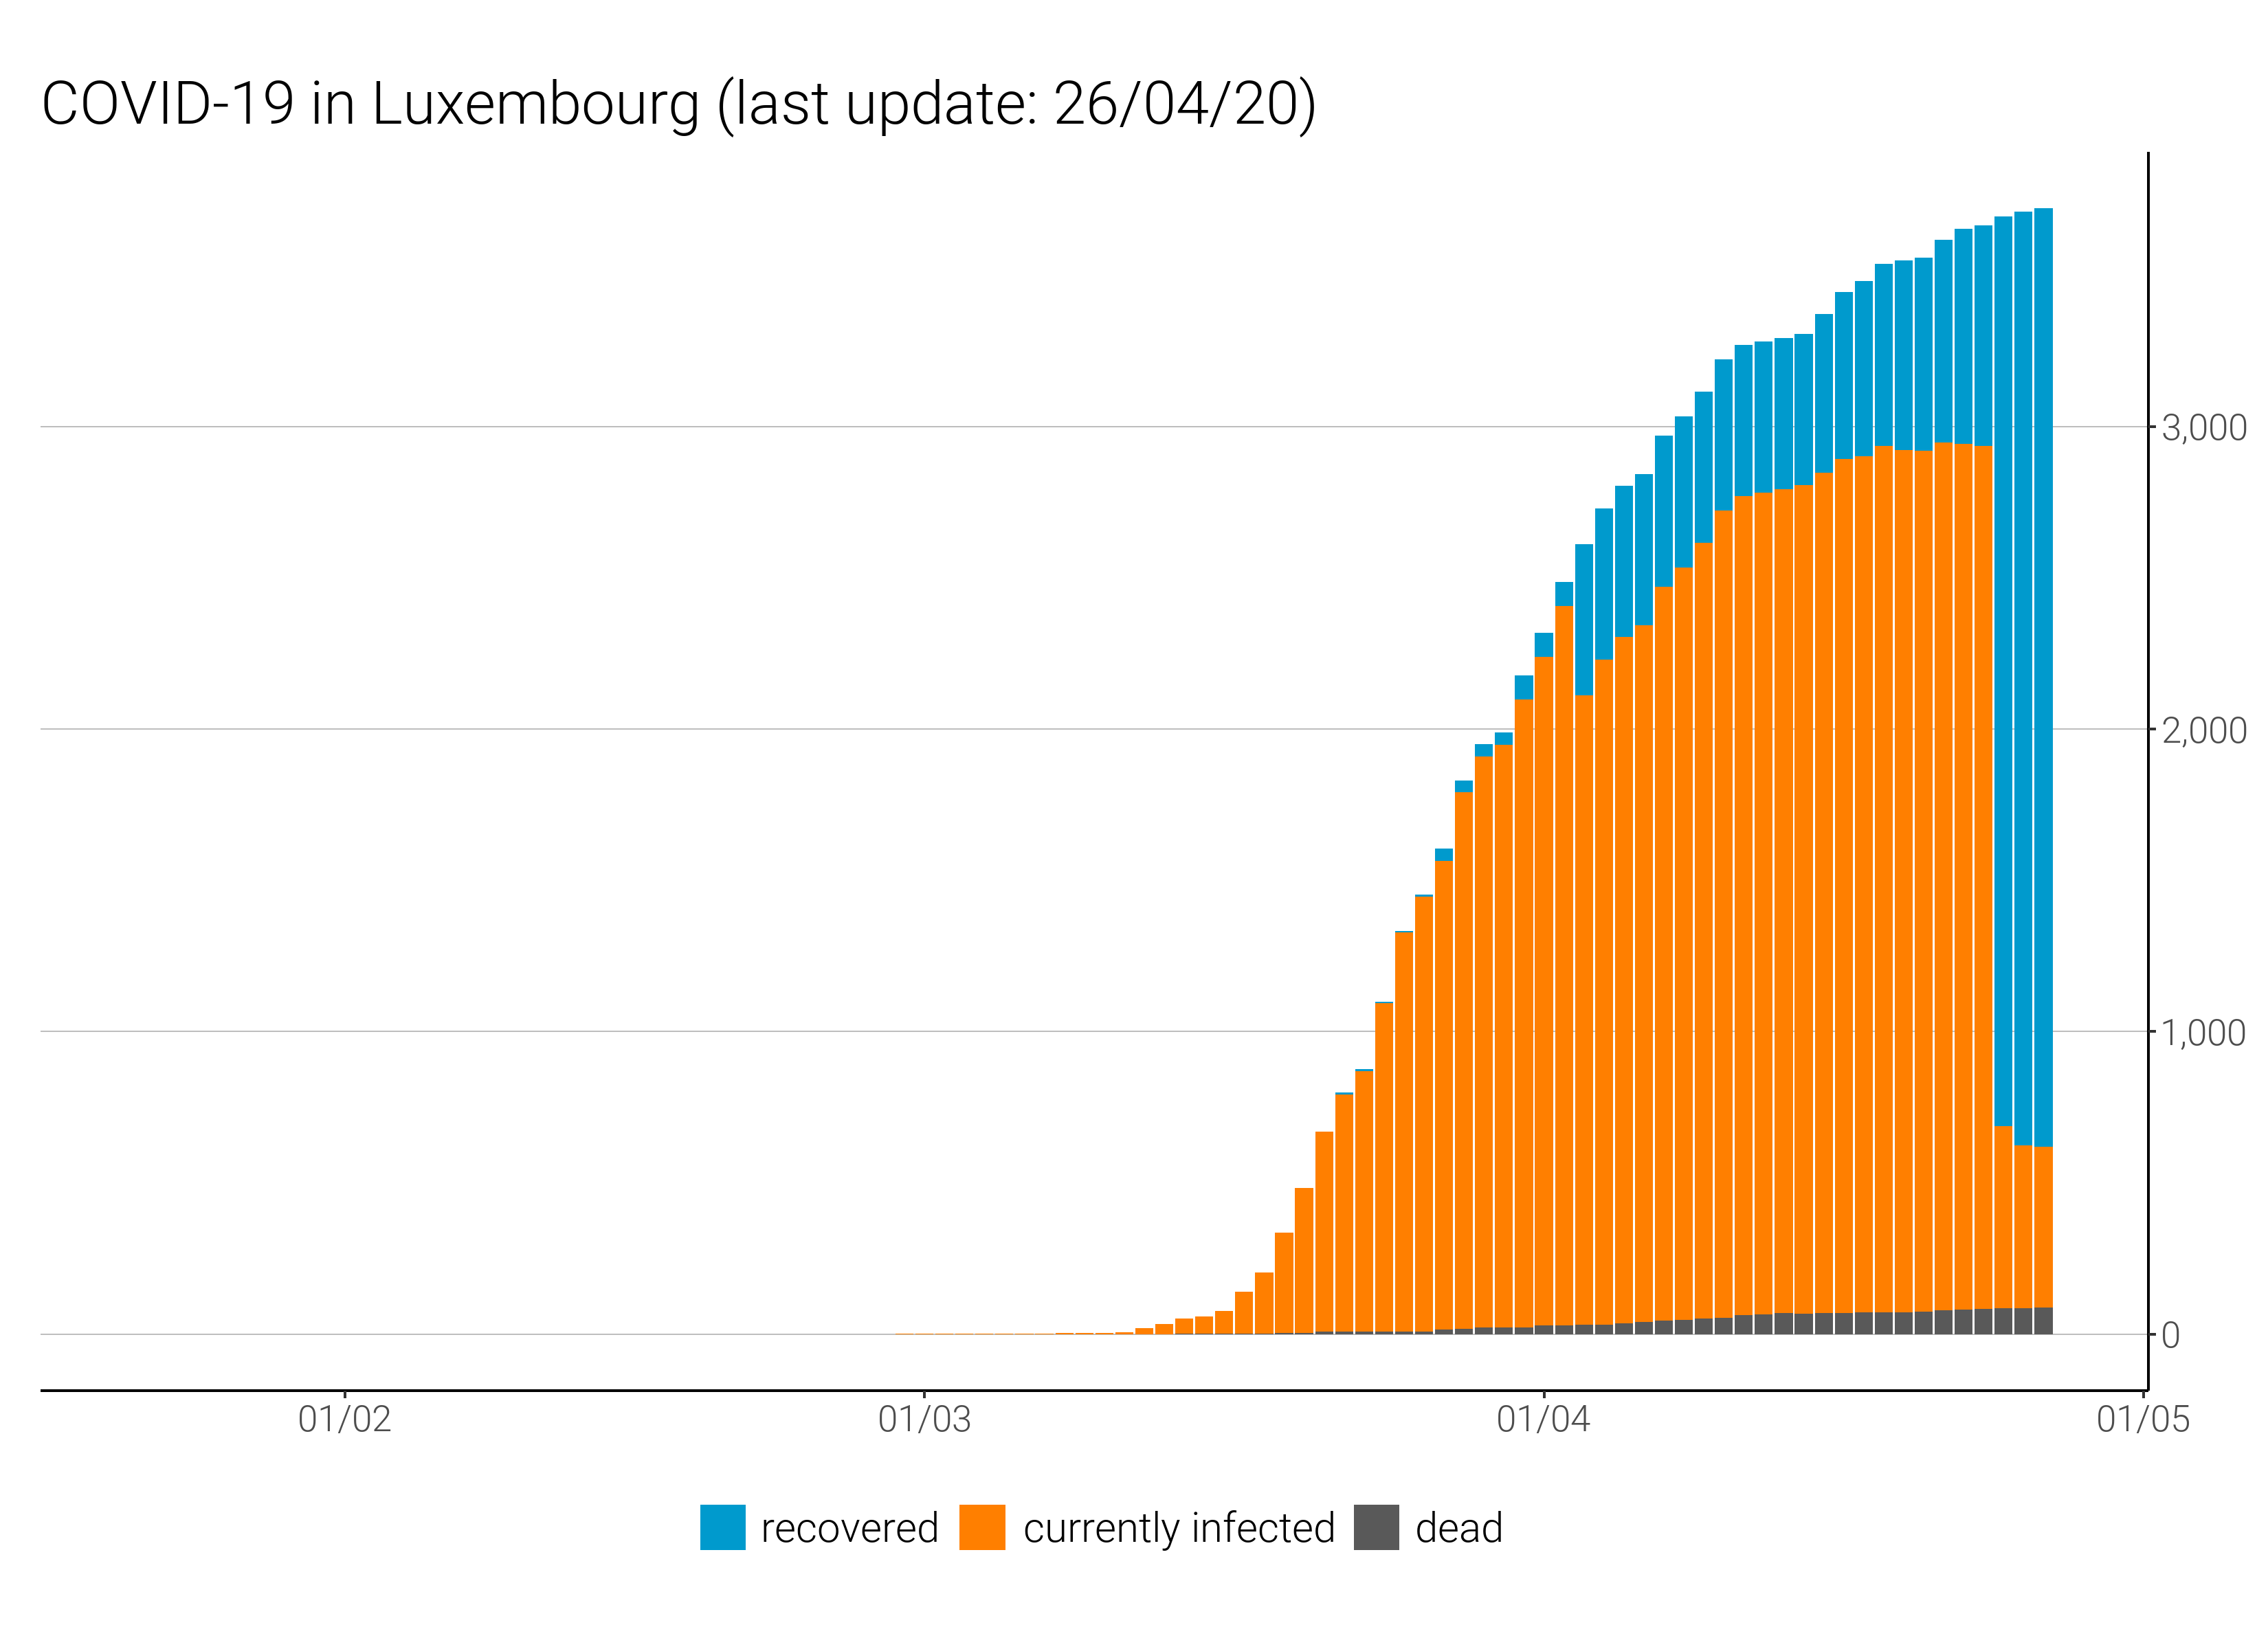 COVID-19 in Luxembourg (last update: 26/04/20)
3,000
2,000
1,000
0
01/02 01/03 01/04 01/05
recovered currently infected dead